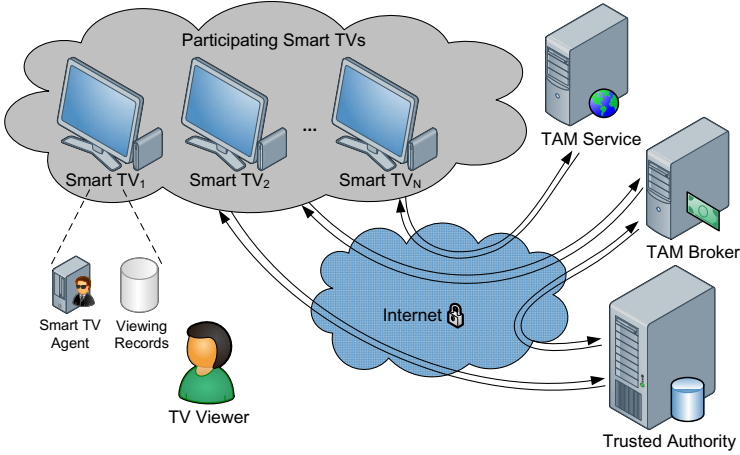 Participating Smart TVs
...
Smart TV1
Smart TV2
Smart TVN
TAM Service
TAM Broker
Internet
Smart TV
Agent
Viewing
Records
TV Viewer
Trusted Authority